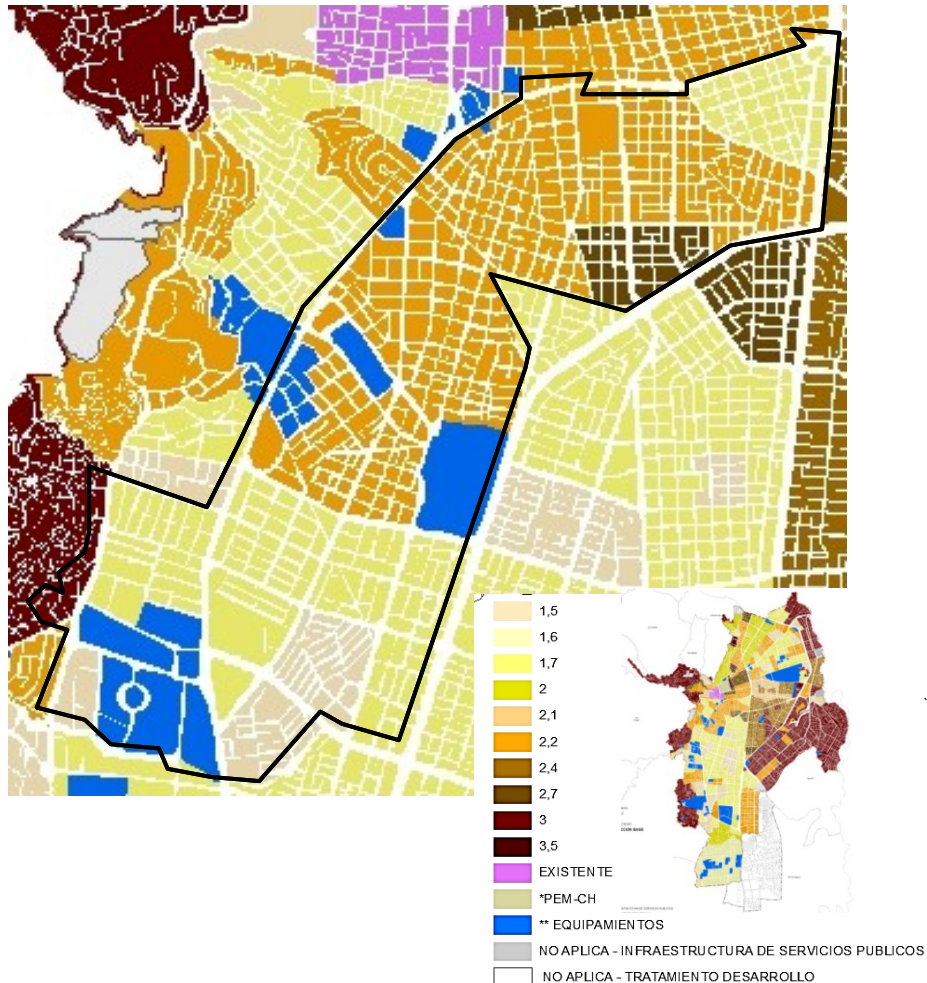 1,5
1,6
1,7
2
2,1
2,2
2,4
2,7
3
3,5
EXISTENTE
*PEM-CH
** EQUIPAMIENTOS
NO APLICA - INFRAESTRUCTURA DE SERVICIOS PUBLICOS
NO APLICA - TRATAMIENTO DESARROLLO